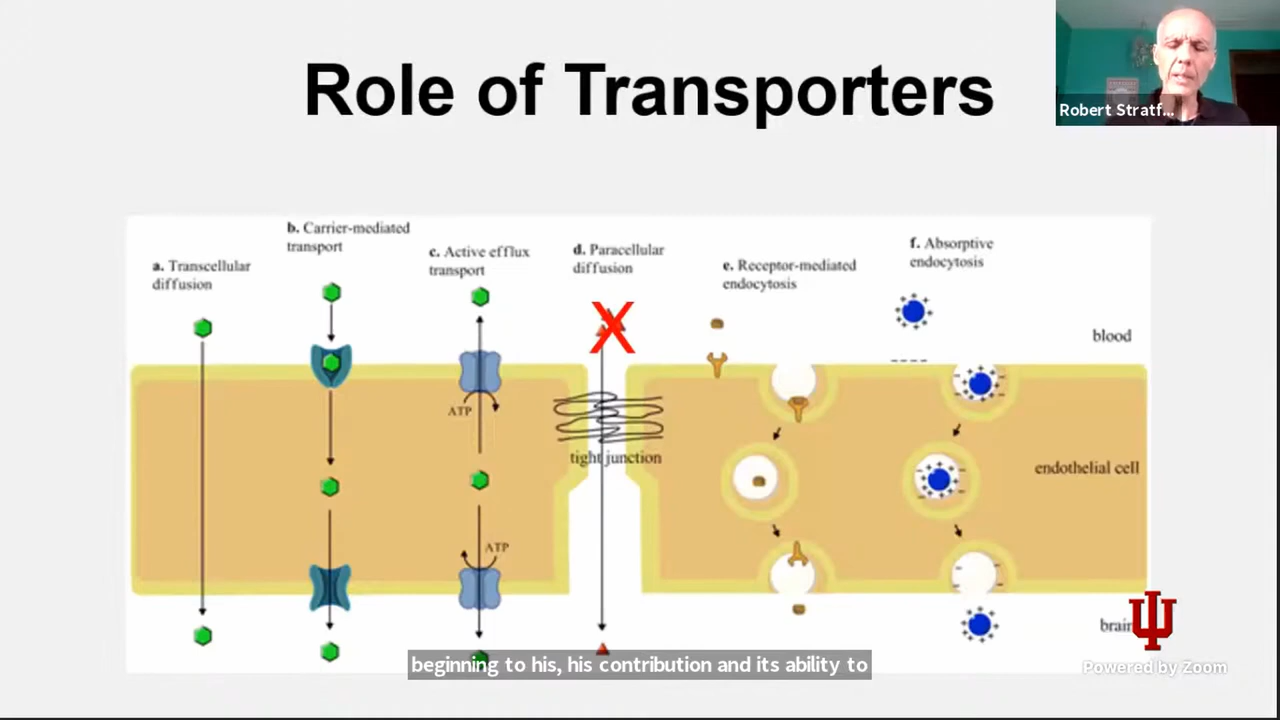 Role of Transporters
Robert Stratf...
a. Transcellular
diffusion
b. Carrier-mediated
transport
c. Active efflux
transport
d. Paracellular
diffusion
e. Receptor-mediated
endocytosis
f. Absorptive
endocytosis
blood
ATP
tight junction
endothelial cell
ATP
brain
beginning to his, his contribution and its ability to
Powered by Zoom